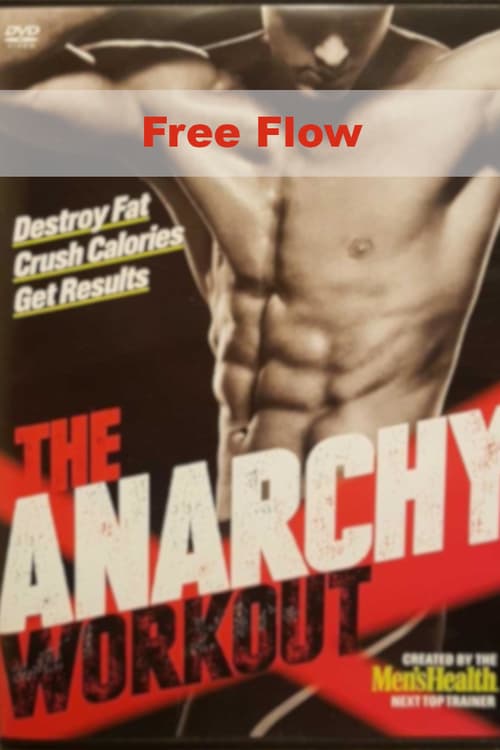 DVD
VIDEO
Free Flow
Destroy Fat
Crush Calories
Get Results
THE
ANARCHY
WORKOUT
CREATED BY THE
Men'sHealth
NEXT TOP TRAINER